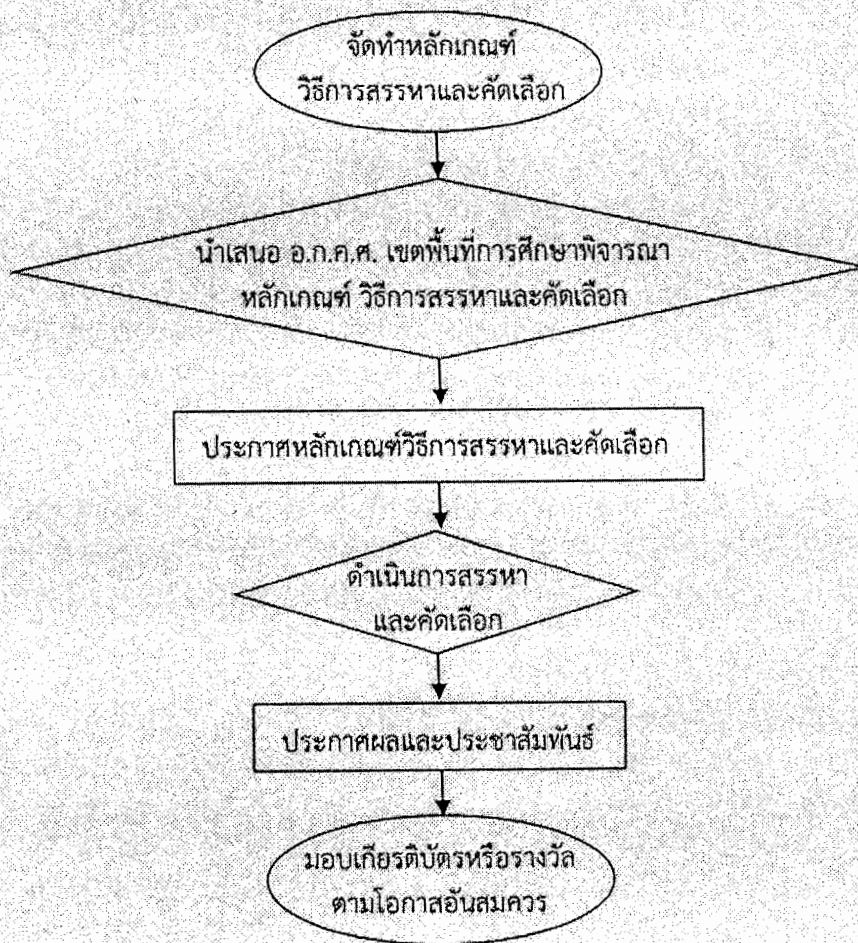 จัดทำหลักเกณฑ์
วิธีการสรรหาและคัดเลือก
นำเสนอ อ.ก.ค.ศ. เขตพื้นที่การศึกษาพิจารณา
หลักเกณฑ์ วิธีการสรรหาและคัดเลือก
ประกาศหลักเกณฑ์วิธีการสรรหาและคัดเลือก
ดำเนินการสรรหา
และคัดเลือก
ประกาศผลและประชาสัมพันธ์
มอบเกียรติบัตรหรือรางวัล
ตามโอกาสอันสมควร